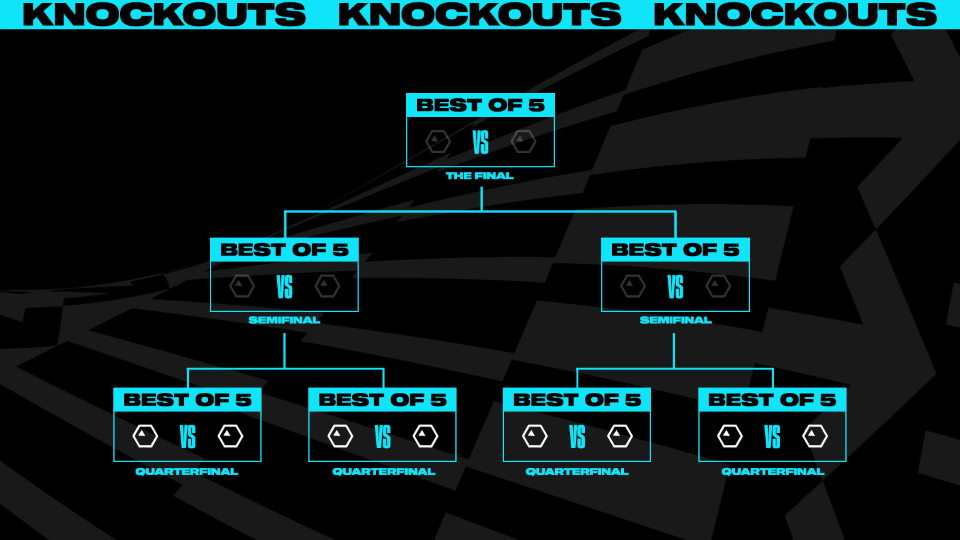 KNOCKOUTS KNOCKOUTS KNOCKOUTS
BEST OF 5
VS
THE FINAL
BEST OF 5
VS
SEMIFINAL
BEST OF 5
VS
SEMIFINAL
BEST OF 5
VS
QUARTERFINAL
BEST OF 5
VS
QUARTERFINAL
BEST OF 5
VS
QUARTERFINAL
BEST OF 5
VS
QUARTERFINAL